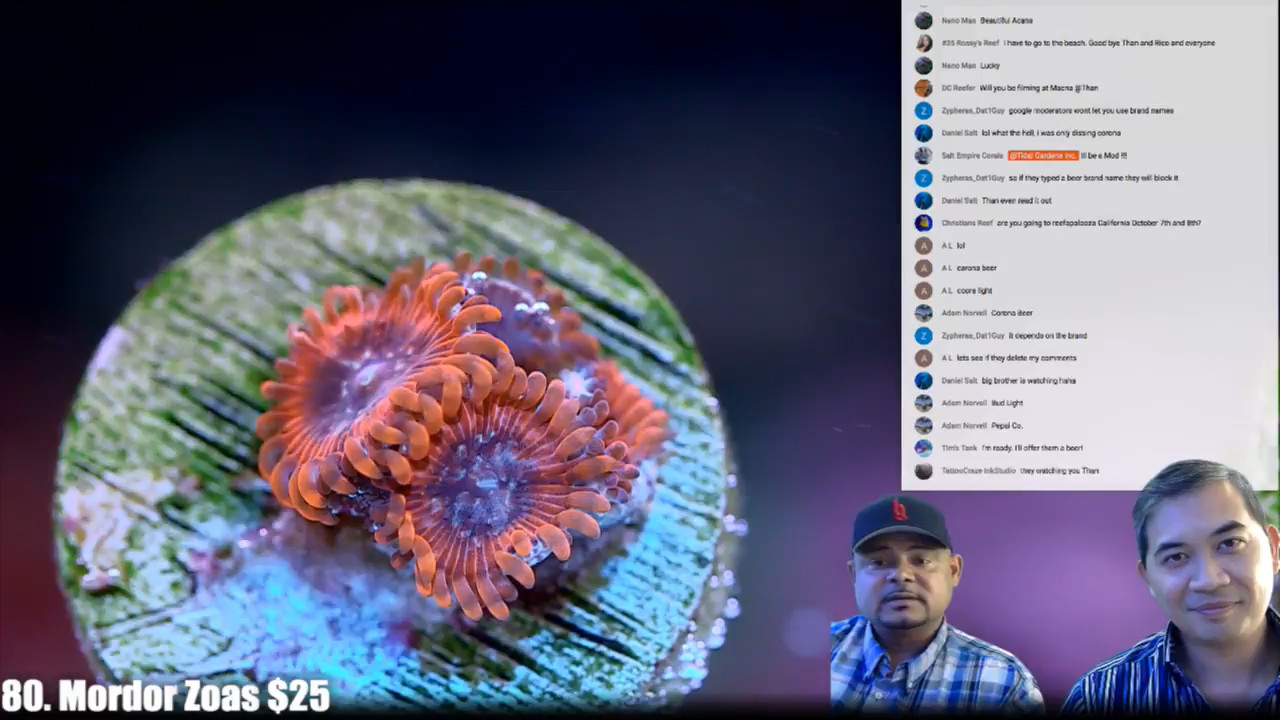 Nano Man Beautiful Acans
#35 Rossy's Reef I have to go to the beach. Good bye Than and Rico and everyone
Nano Man Lucky
DC Reefer Will you be filming at Macna @Than
Z Zypheras_Dat1Guy google moderators wont let you use brand names
Daniel Salt lol what the hell, i was only dissing corona
Salt Empire Corals @Tidal Gardens Inc. Ill be a Mod !!!
Z Zypheras_Dat1Guy so if they typed a beer brand name they will block it
Daniel Salt Than even read it out
Christians Reef are you going to reefapalooza California October 7th and 8th?
A A L lol
A A L carona beer
A A L coore light
Adam Norvell Corona Beer
Z Zypheras_Dat1Guy It depends on the brand
A A L lets see if they delete my comments
Daniel Salt big brother is watching haha
Adam Norvell Bud Light
Adam Norvell Pepsi Co.
Tim's Tank I'm ready. I'll offer them a beer!
TattooCraze InkStudio they watching you Than
80. Mordor Zoas $25